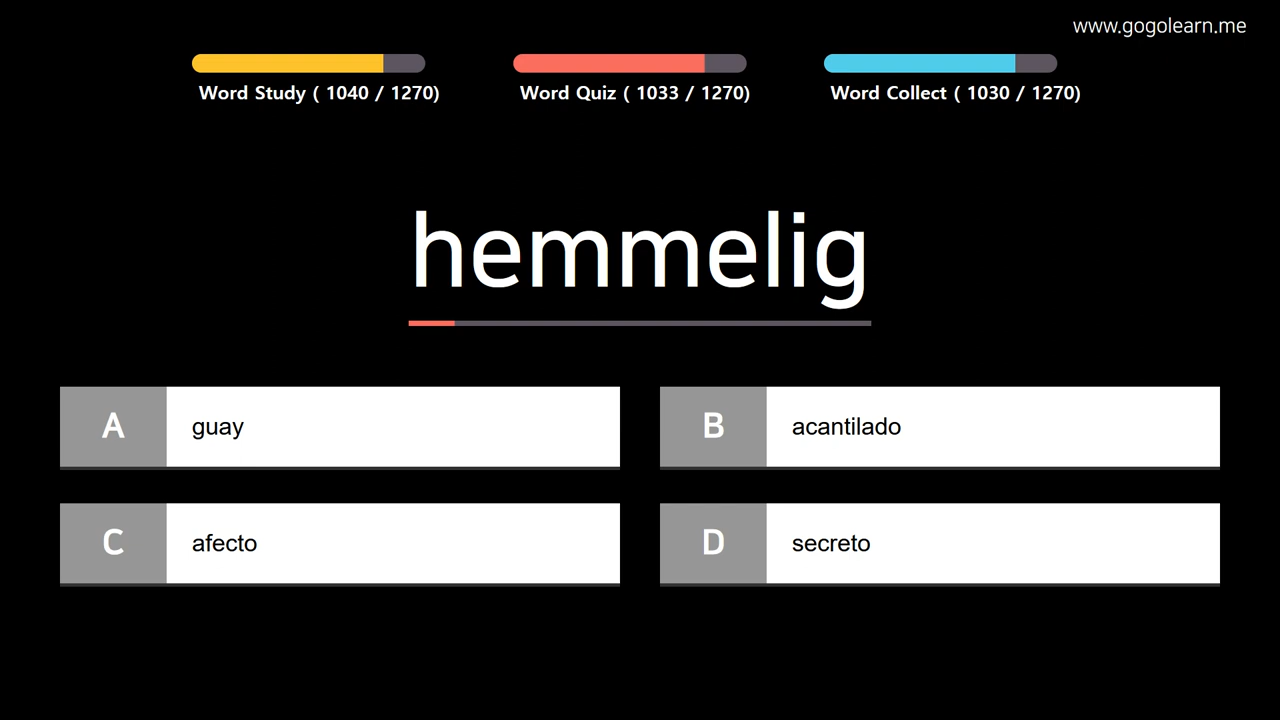 www.gogolearn.me
Word Study ( 1040 / 1270)
Word Quiz ( 1033 / 1270)
Word Collect ( 1030 / 1270)
hemmelig
A guay
B acantilado
C afecto
D secreto